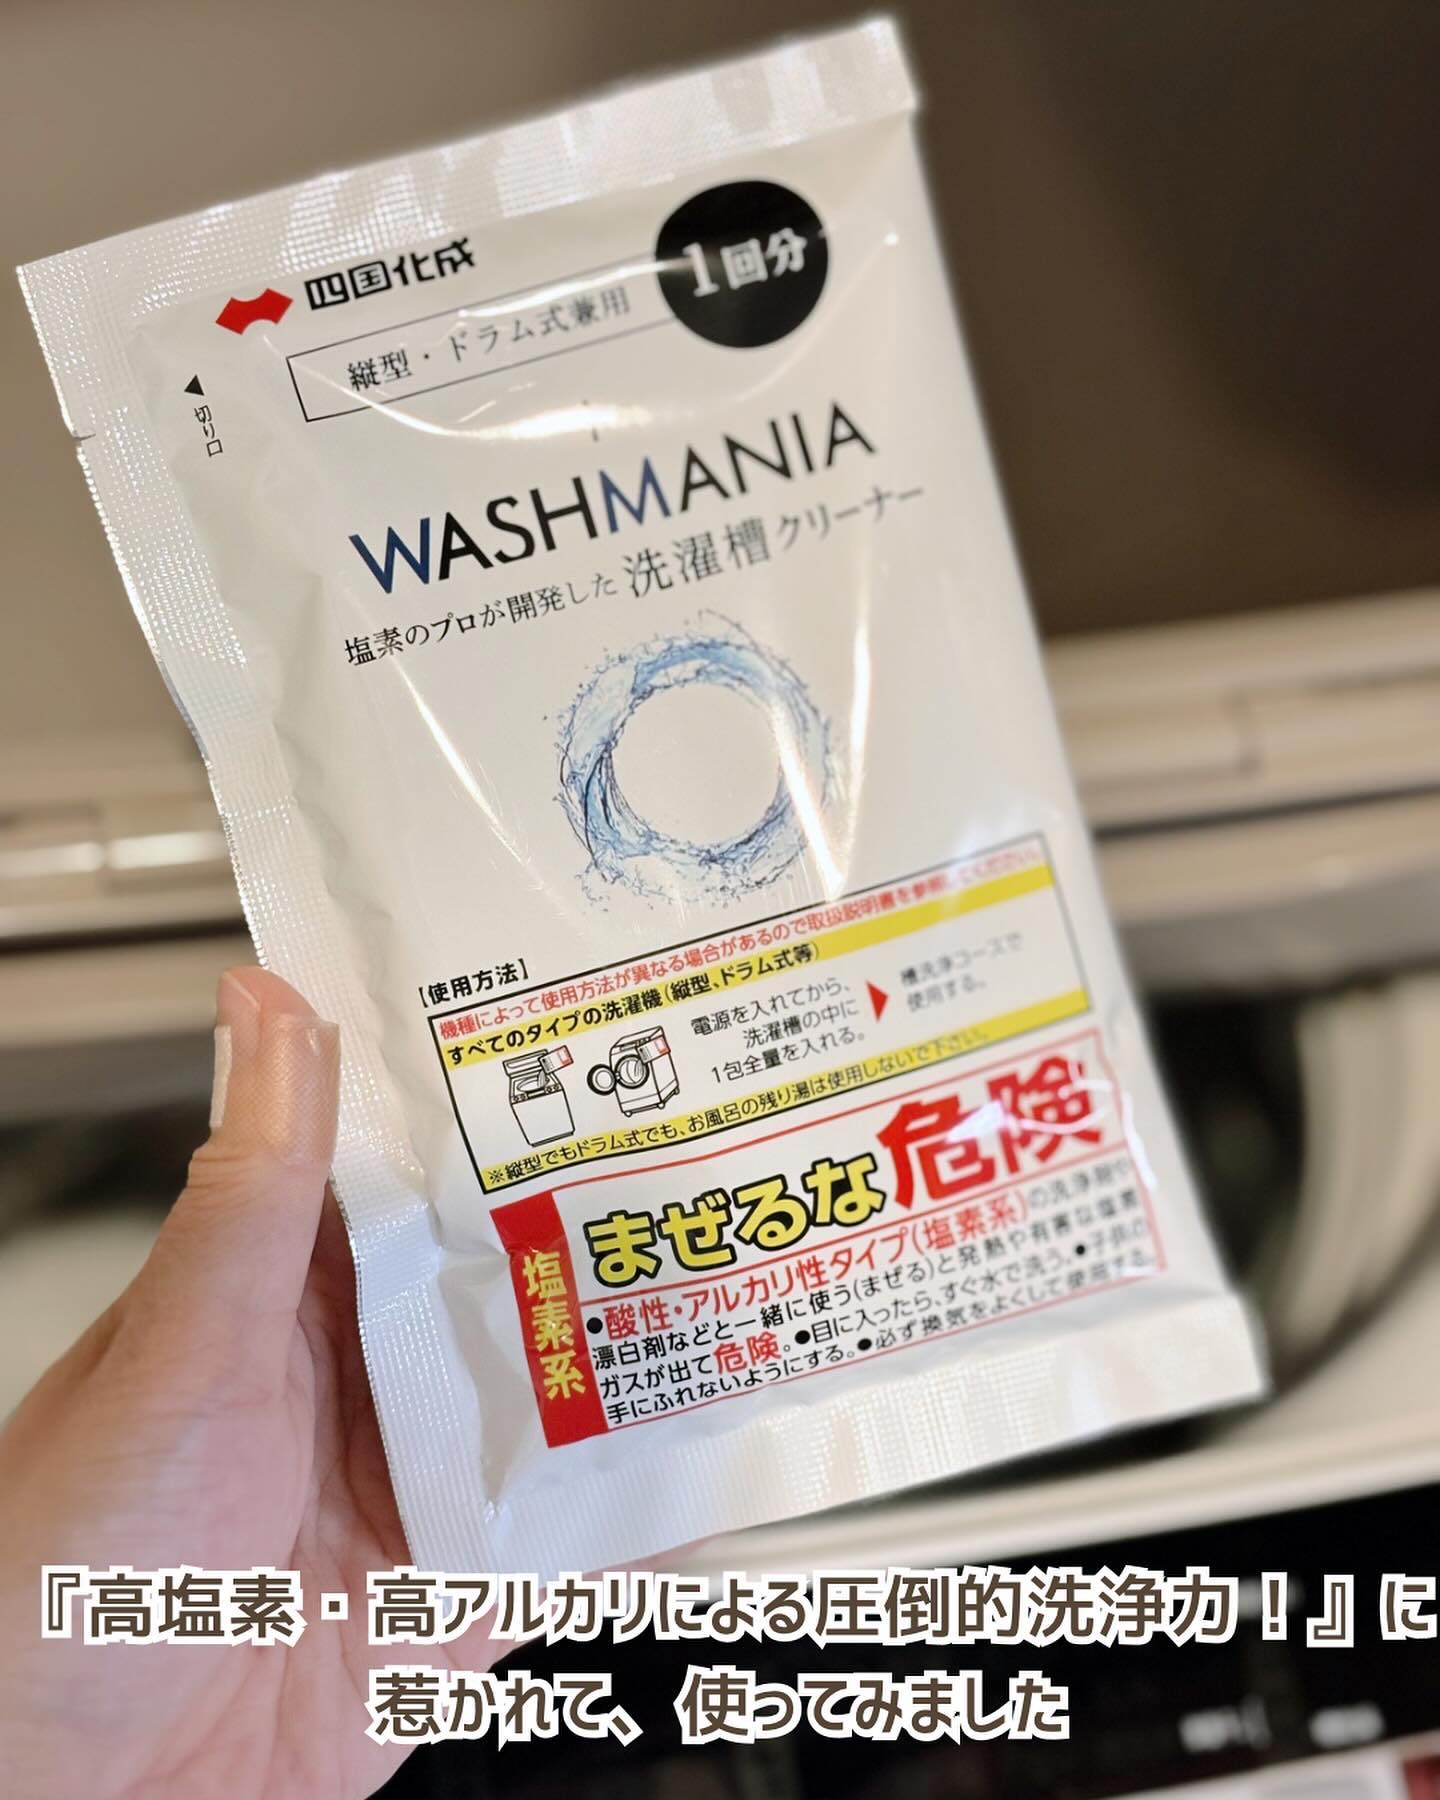 四国化成
1回分
縦型・ドラム式兼用
切り口
WASHMANIA
塩素のプロが開発した洗濯槽クリーナー
【使用方法】
機種によって使用方法が異なる場合があるので取扱説明書を参照してください。
すべてのタイプの洗濯機(縦型、ドラム式等)
電源を入れてから、
洗濯槽の中に
1包全量を入れる。
槽洗浄コースで
使用する。
※縦型でもドラム式でも、お風呂の残り湯は使用しないで下さい。
塩素系
まぜるな危険
●酸性・アルカリ性タイプ(塩素系)の洗浄剤や
漂白剤などと一緒に使う(まぜる)と発熱や有害な塩素
ガスが出て危険。●目に入ったら、すぐ水で洗う。●子供の
手にふれないようにする。●必ず換気をよくして使用する。
『高塩素・高アルカリによる圧倒的洗浄力！』に
惹かれて、使ってみました